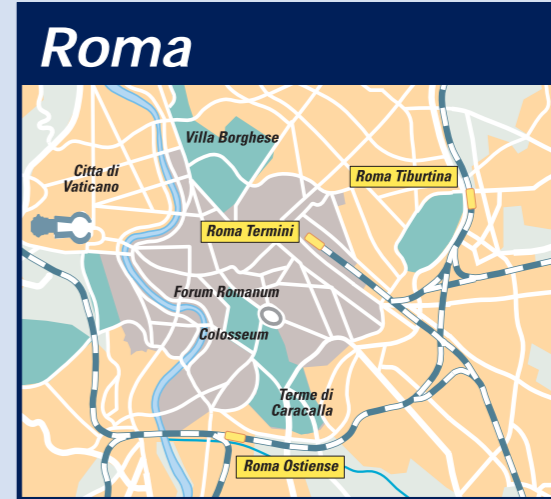 Roma
Villa Borghese
Citta di
Vaticano
Roma Tiburtina
Roma Termini
Forum Romanum
Colosseum
Terme di
Caracalla
Roma Ostiense